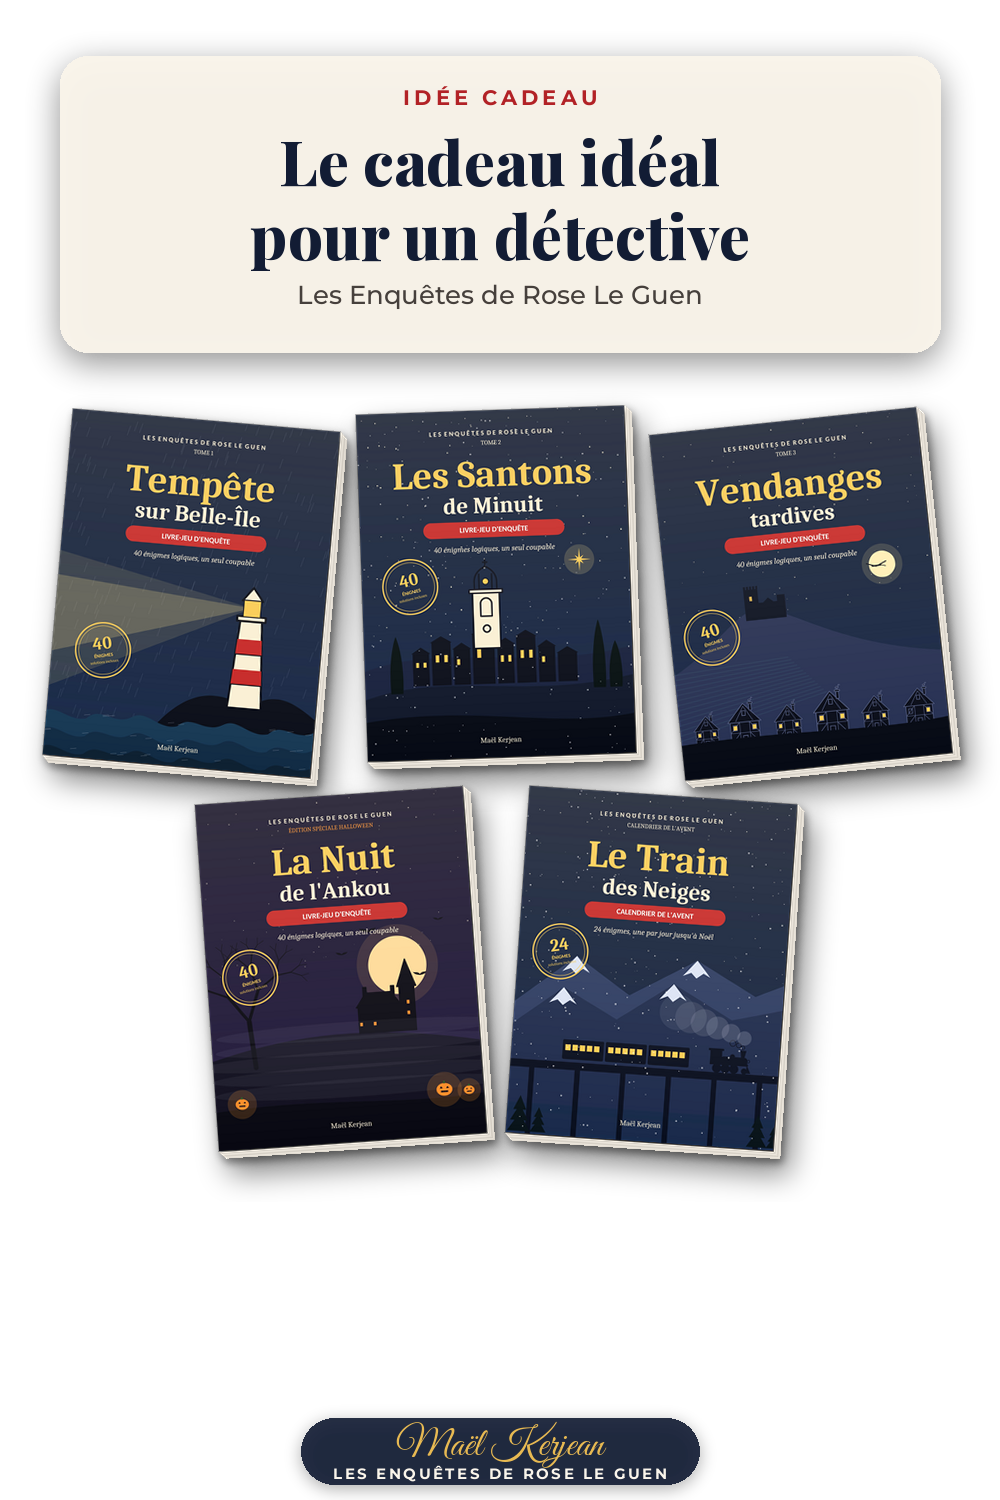 IDÉE CADEAU
Le cadeau idéal
pour un détective
Les Enquêtes de Rose Le Guen
LES ENQUÊTES DE ROSE LE GUEN
TOME 1
Tempête
sur Belle-Île
LIVRE-JEU D'ENQUÊTE
40 énigmes logiques, un seul coupable
40
ÉNIGMES
Maël Kerjean
LES ENQUÊTES DE ROSE LE GUEN
TOME 2
Les Santons
de Minuit
LIVRE-JEU D'ENQUÊTE
40 énigmes logiques, un seul coupable
40
ÉNIGMES
Maël Kerjean
LES ENQUÊTES DE ROSE LE GUEN
TOME 3
Vendanges
tardives
LIVRE-JEU D'ENQUÊTE
40 énigmes logiques, un seul coupable
40
ÉNIGMES
Maël Kerjean
LES ENQUÊTES DE ROSE LE GUEN
ÉDITION SPÉCIALE HALLOWEEN
La Nuit
de l'Ankou
LIVRE-JEU D'ENQUÊTE
40 énigmes logiques, un seul coupable
40
ÉNIGMES
Maël Kerjean
LES ENQUÊTES DE ROSE LE GUEN
CALENDRIER DE L'AVENT
Le Train
des Neiges
CALENDRIER DE L'AVENT
24 énigmes, une par jour jusqu'à Noël
24
ÉNIGMES
Maël Kerjean
Maël Kerjean
LES ENQUÊTES DE ROSE LE GUEN